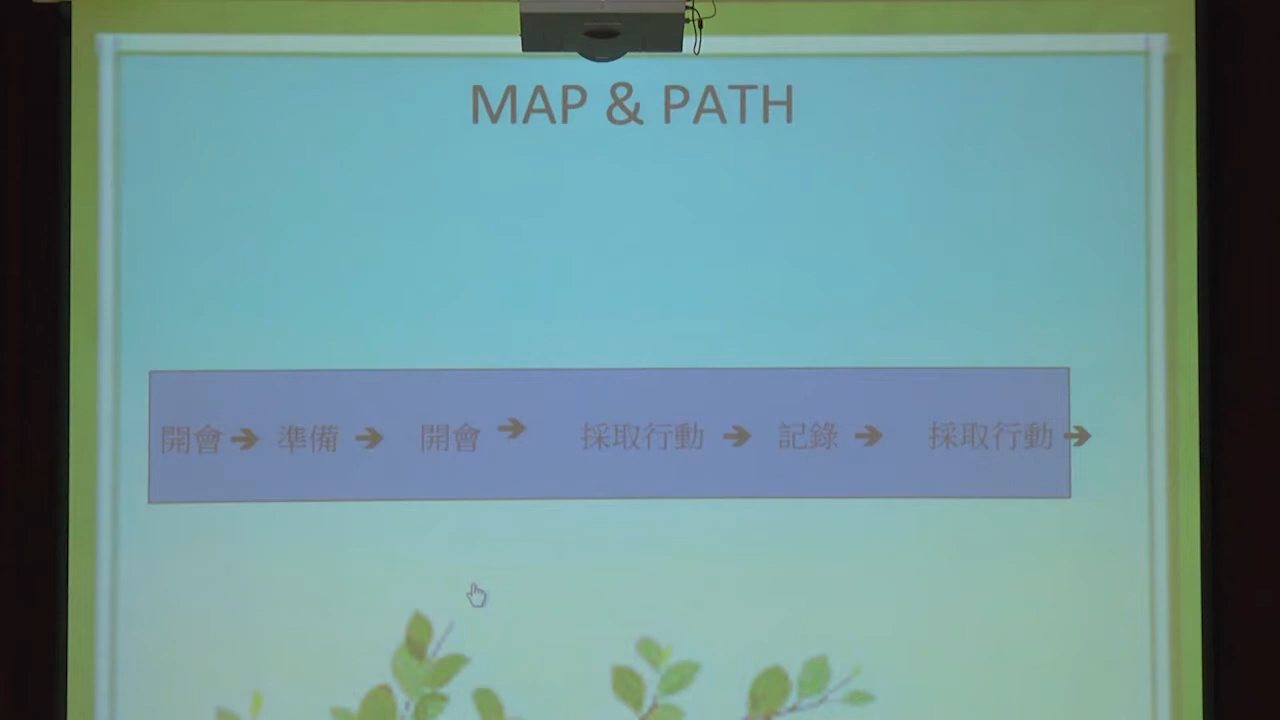 MAP & PATH
開會 ➔ 準備 ➔ 開會 ➔ 採取行動 ➔ 記錄 ➔ 採取行動 ➔